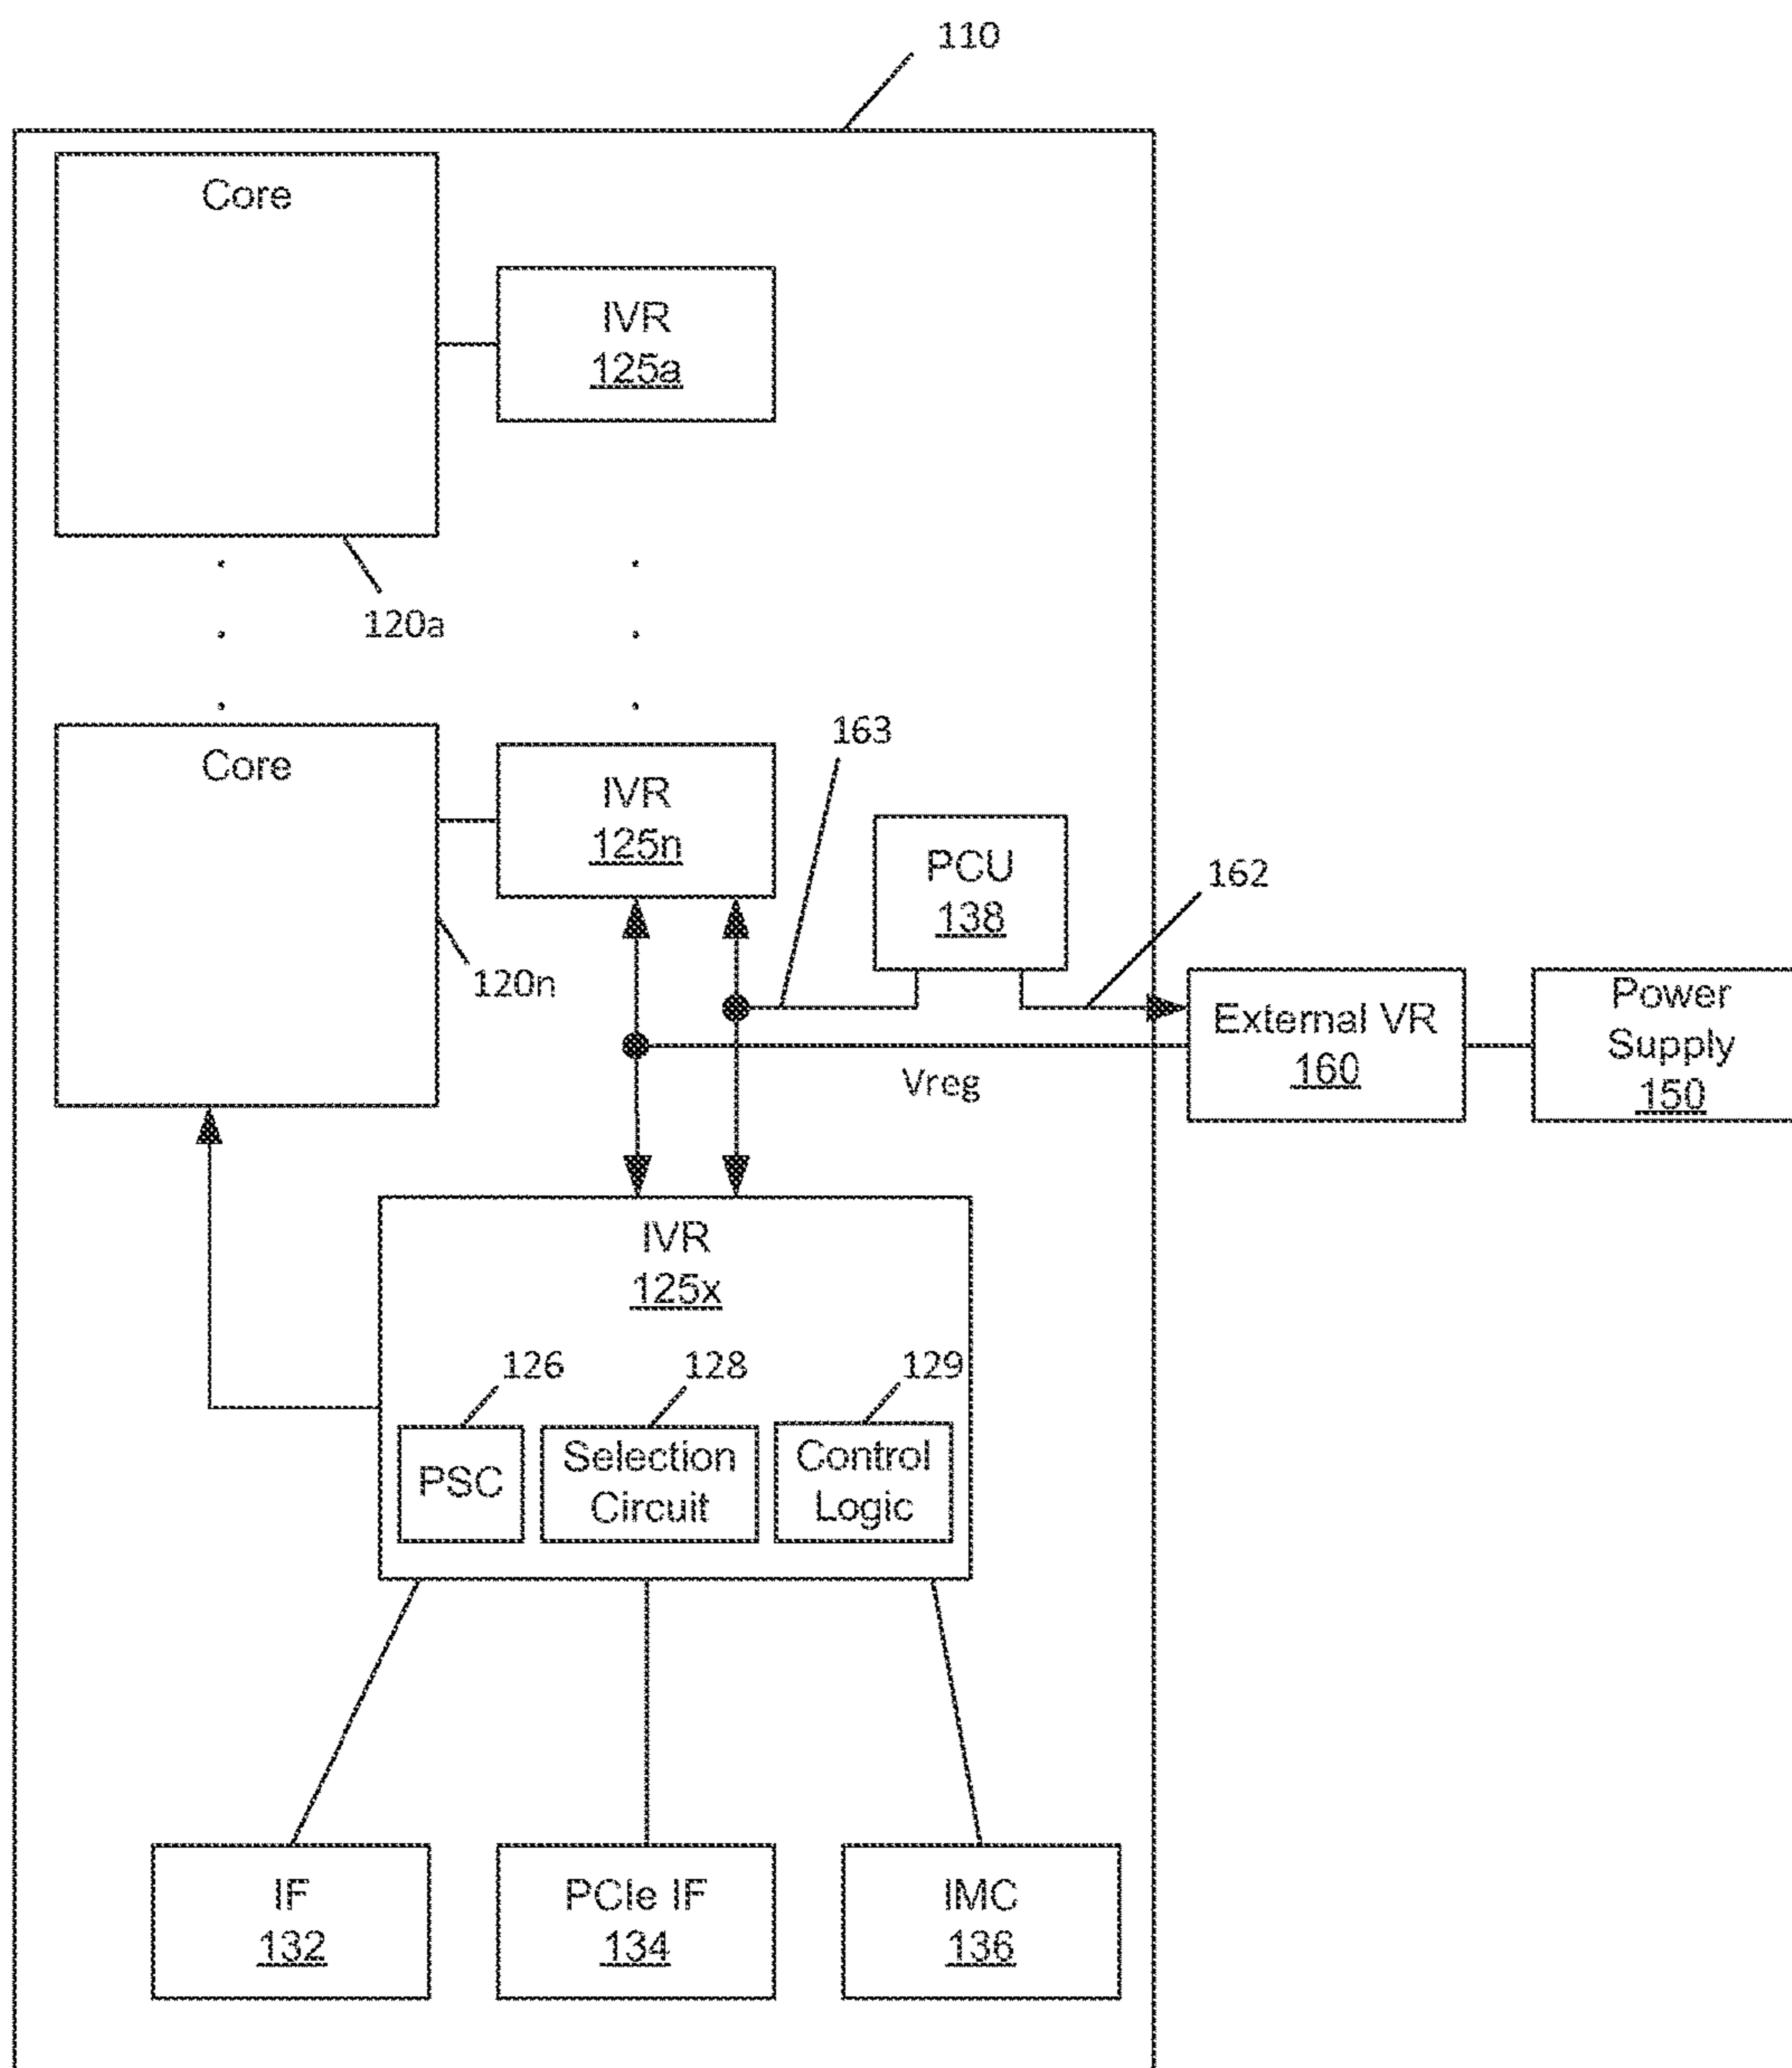 110
Core
IVR
125a
120a
163
Core
IVR
125n
PCU
138
162
120n
External VR
160
Power
Supply
150
Vreg
IVR
125x
126
128
129
PSC
Selection
Circuit
Control
Logic
IF
132
PCIe IF
134
IMC
136